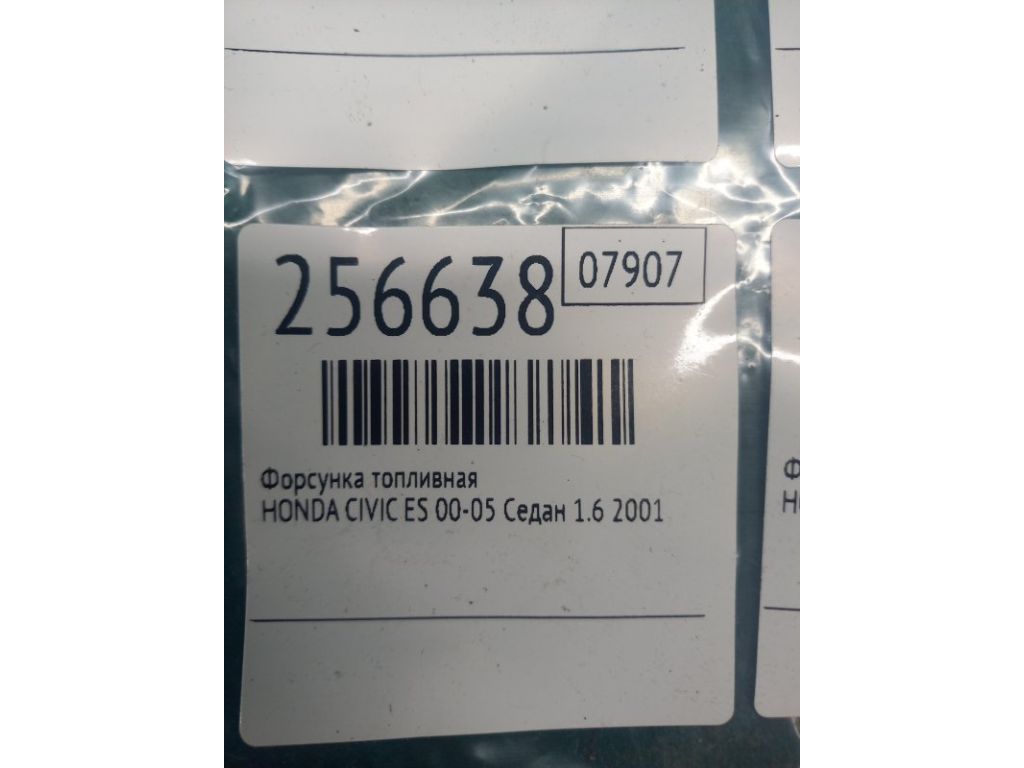 256638
07907
Форсунка топливная
HONDA CIVIC ES 00-05 Седан 1.6 2001
Ф
H